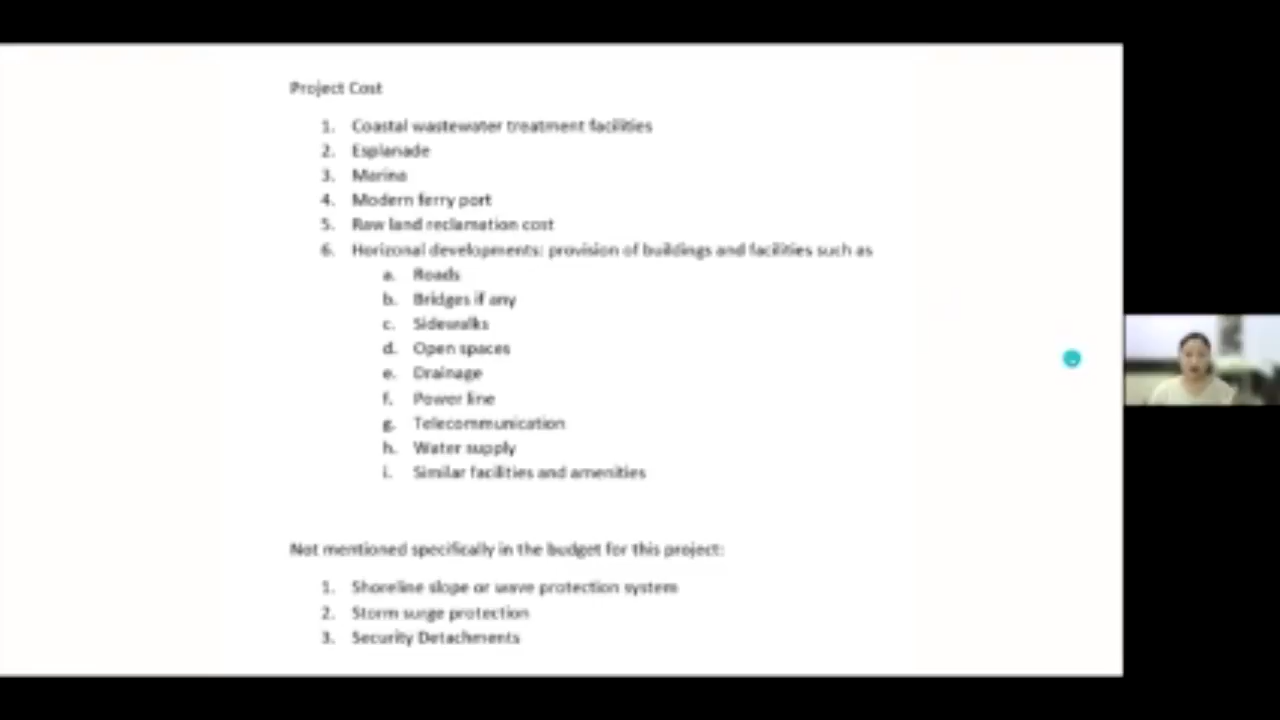 Project Cost
1. Coastal wastewater treatment facilities
2. Esplanade
3. Marina
4. Modern ferry port
5. Raw land reclamation cost
6. Horizonal developments: provision of buildings and facilities such as
a. Roads
b. Bridges if any
c. Sidewalks
d. Open spaces
e. Drainage
f. Power line
g. Telecommunication
h. Water supply
i. Similar facilities and amenities
Not mentioned specifically in the budget for this project:
1. Shoreline slope or wave protection system
2. Storm surge protection
3. Security Detachments